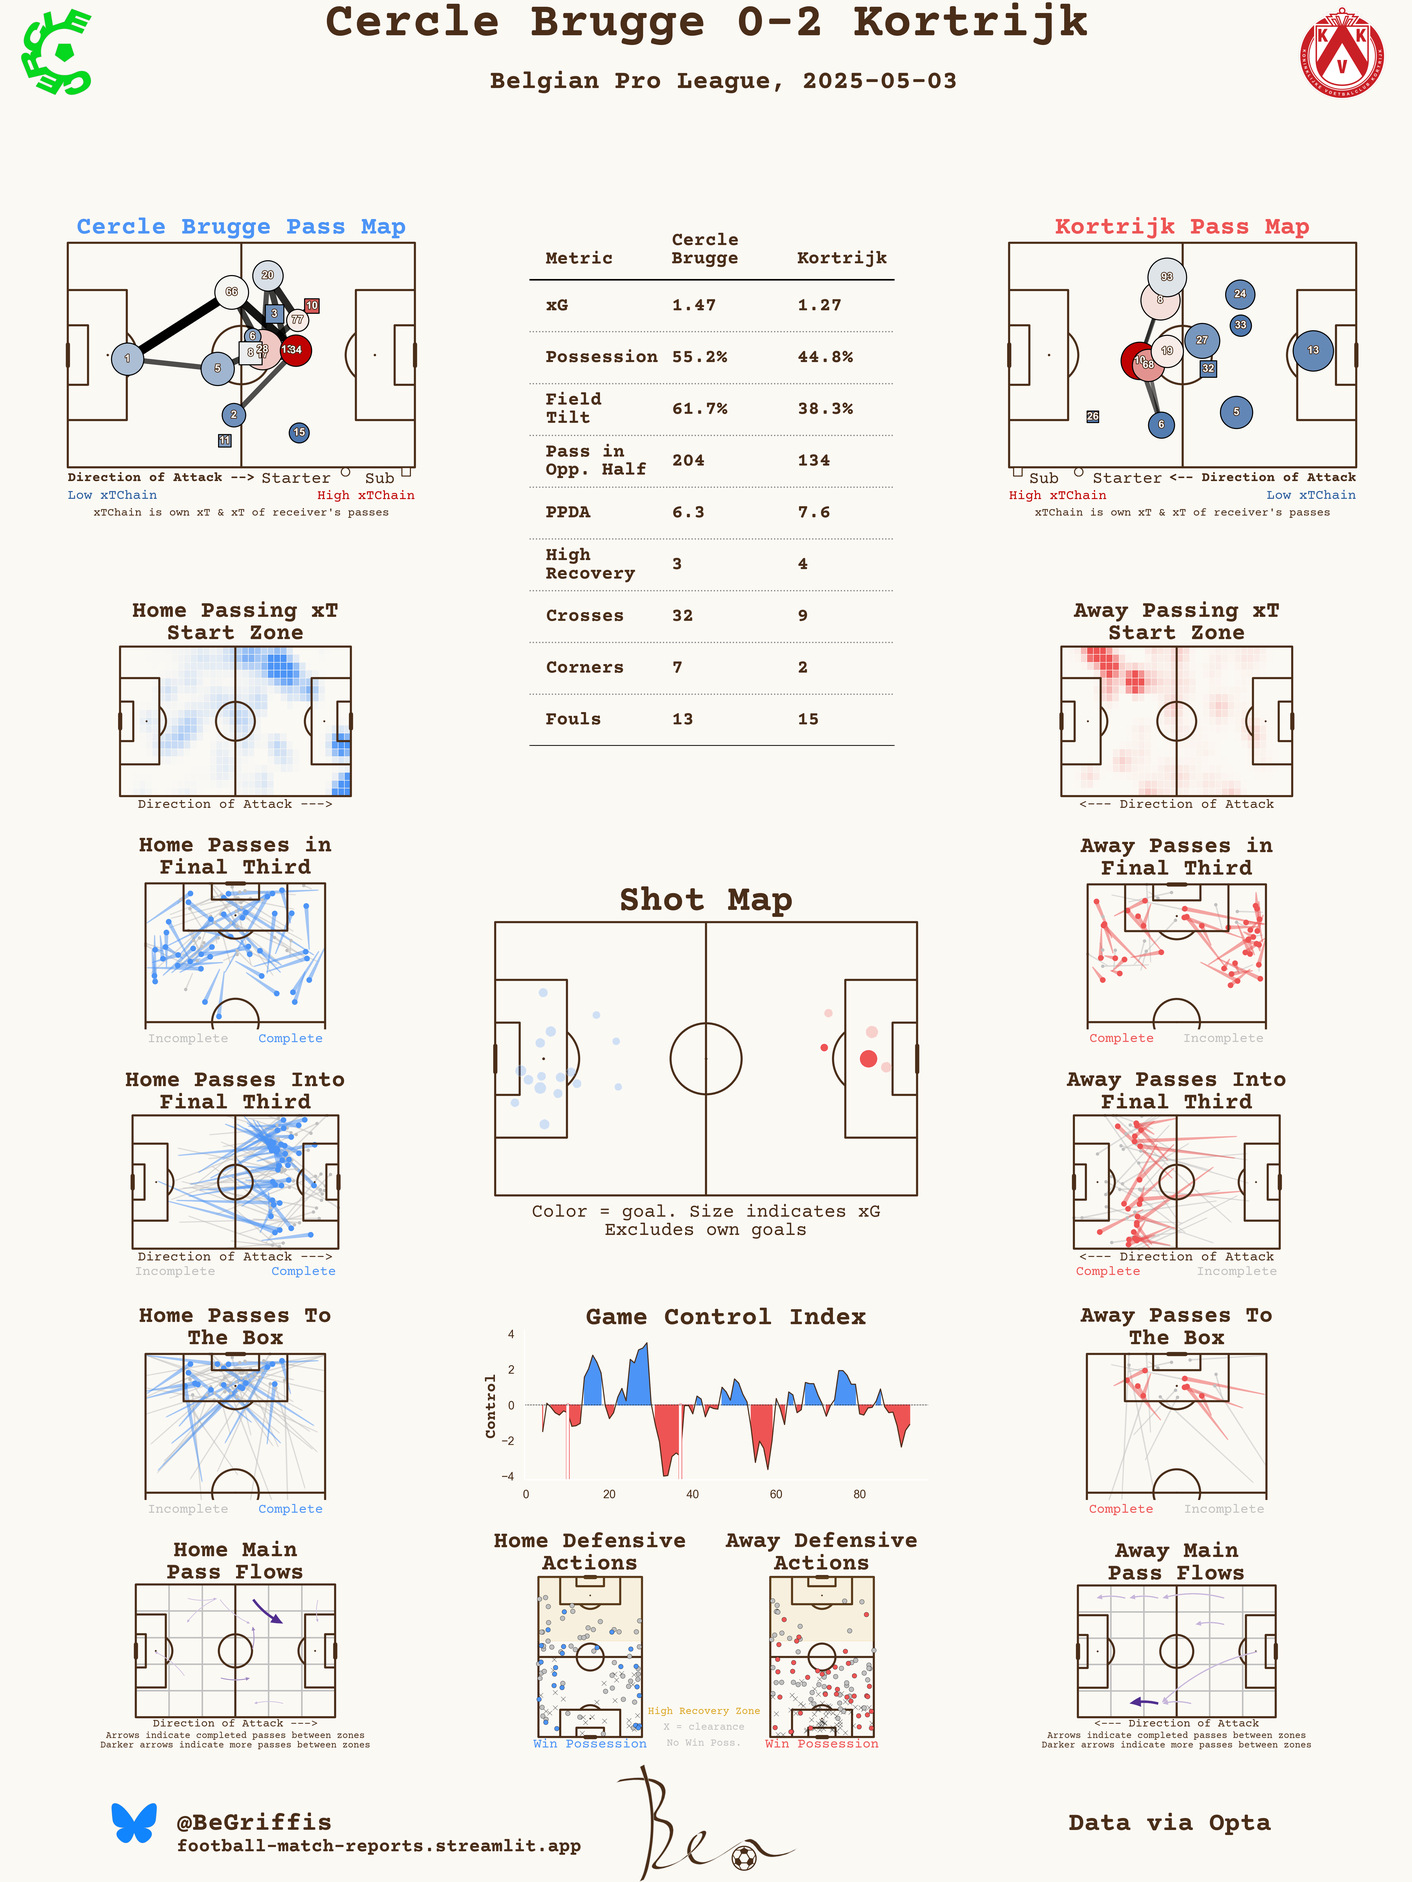 Cercle Brugge 0-2 Kortrijk
Belgian Pro League, 2025-05-03
Cercle Brugge Pass Map
20
66
10
3
77
6
8
28
34
1
5
2
11
15
Direction of Attack --> Starter Sub
Low xTChain High xTChain
xTChain is own xT & xT of receiver's passes
Metric Cercle Brugge Kortrijk
xG 1.47 1.27
Possession 55.2% 44.8%
Field Tilt 61.7% 38.3%
Pass in Opp. Half 204 134
PPDA 6.3 7.6
High Recovery 3 4
Crosses 32 9
Corners 7 2
Fouls 13 15
Kortrijk Pass Map
93
8
24
33
27
19
13
10
68
32
26
6
5
Sub Starter <-- Direction of Attack
High xTChain Low xTChain
xTChain is own xT & xT of receiver's passes
Home Passing xT
Start Zone
Direction of Attack --->
Away Passing xT
Start Zone
<--- Direction of Attack
Home Passes in
Final Third
Incomplete Complete
Shot Map
Color = goal. Size indicates xG
Excludes own goals
Away Passes in
Final Third
Complete Incomplete
Home Passes Into
Final Third
Direction of Attack --->
Incomplete Complete
Away Passes Into
Final Third
<--- Direction of Attack
Complete Incomplete
Home Passes To
The Box
Incomplete Complete
Game Control Index
Control
4
2
0
−2
−4
0 20 40 60 80
Away Passes To
The Box
Complete Incomplete
Home Main
Pass Flows
Direction of Attack --->
Arrows indicate completed passes between zones
Darker arrows indicate more passes between zones
Home Defensive
Actions
Win Possession
High Recovery Zone
X = clearance
No Win Poss.
Away Defensive
Actions
Win Possession
Away Main
Pass Flows
<--- Direction of Attack
Arrows indicate completed passes between zones
Darker arrows indicate more passes between zones
@BeGriffis
football-match-reports.streamlit.app
Ben
Data via Opta